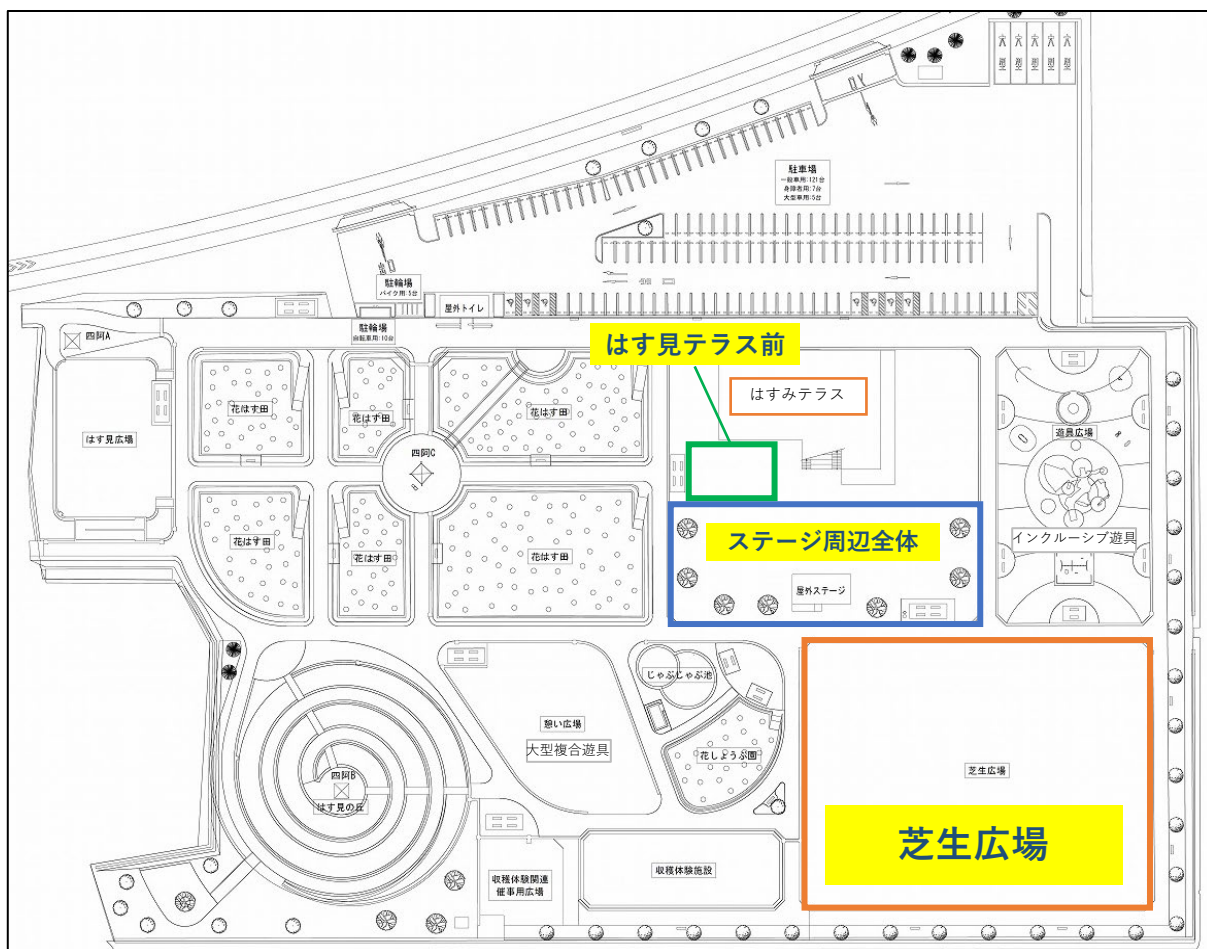 駐車場
一般車用:121台
身障者用:7台
大型車用:5台
駐輪場
バイク用:5台
屋外トイレ
駐輪場
自転車用:10台
四阿A
はす見テラス前
はすみテラス
花はす田
花はす田
花はす田
はす見広場
四阿C
遊具広場
インクルーシブ遊具
花はす田
花はす田
花はす田
ステージ周辺全体
屋外ステージ
じゃぶじゃぶ池
憩い広場
大型複合遊具
花しょうぶ園
芝生広場
四阿B
はす見の丘
芝生広場
収穫体験関連
催事用広場
収穫体験施設